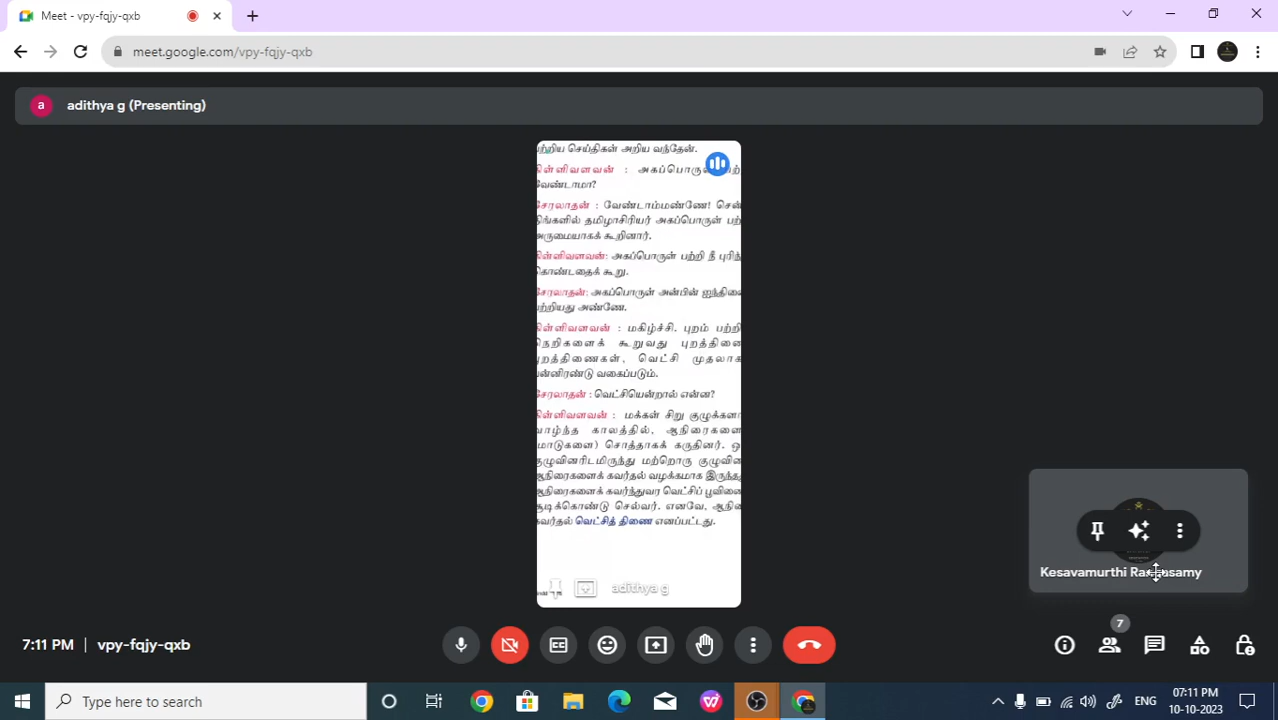 Meet - vpy-fqjy-qxb
meet.google.com/vpy-fqjy-qxb
a adithya g (Presenting)
பற்றிய செய்திகள் அறிய வந்தேன்.
கிள்ளிவளவன் : அகப்பொருள்
வேண்டாமா?
சேரலாதன் : வேண்டாம்மண்ணே! சென்
திங்களில் தமிழாசிரியர் அகப்பொருள் பற்
அருமையாகக் கூறினார்.
கிள்ளிவளவன்: அகப்பொருள் பற்றி நீ புரிந்
கொண்டதைக் கூறு.
சேரலாதன்: அகப்பொருள் அன்பின் ஐந்திணை
பற்றியது அண்ணே.
கிள்ளிவளவன் : மகிழ்ச்சி. புறம் பற்றி
நெறிகளைக் கூறுவது புறத்திணை
புறத்திணைகள், வெட்சி முதலாக
பன்னிரண்டு வகைப்படும்.
சேரலாதன் : வெட்சியென்றால் என்ன?
கிள்ளிவளவன் : மக்கள் சிறு குழுக்களா
வாழ்ந்த காலத்தில், ஆநிரைகளை
(மாடுகளை) சொத்தாகக் கருதினர். ஒ
குழுவினரிடமிருந்து மற்றொரு குழுவின
ஆநிரைகளைக் கவர்தல் வழக்கமாக இருந்தது
ஆநிரைகளைக் கவர்ந்துவர வெட்சிப் பூவினை
சூடிக்கொண்டு செல்வர். எனவே, ஆநி
கவர்தல் வெட்சித் திணை எனப்பட்டது.
adithya g
7:11 PM | vpy-fqjy-qxb
7
Type here to search
ENG
07:11 PM
10-10-2023